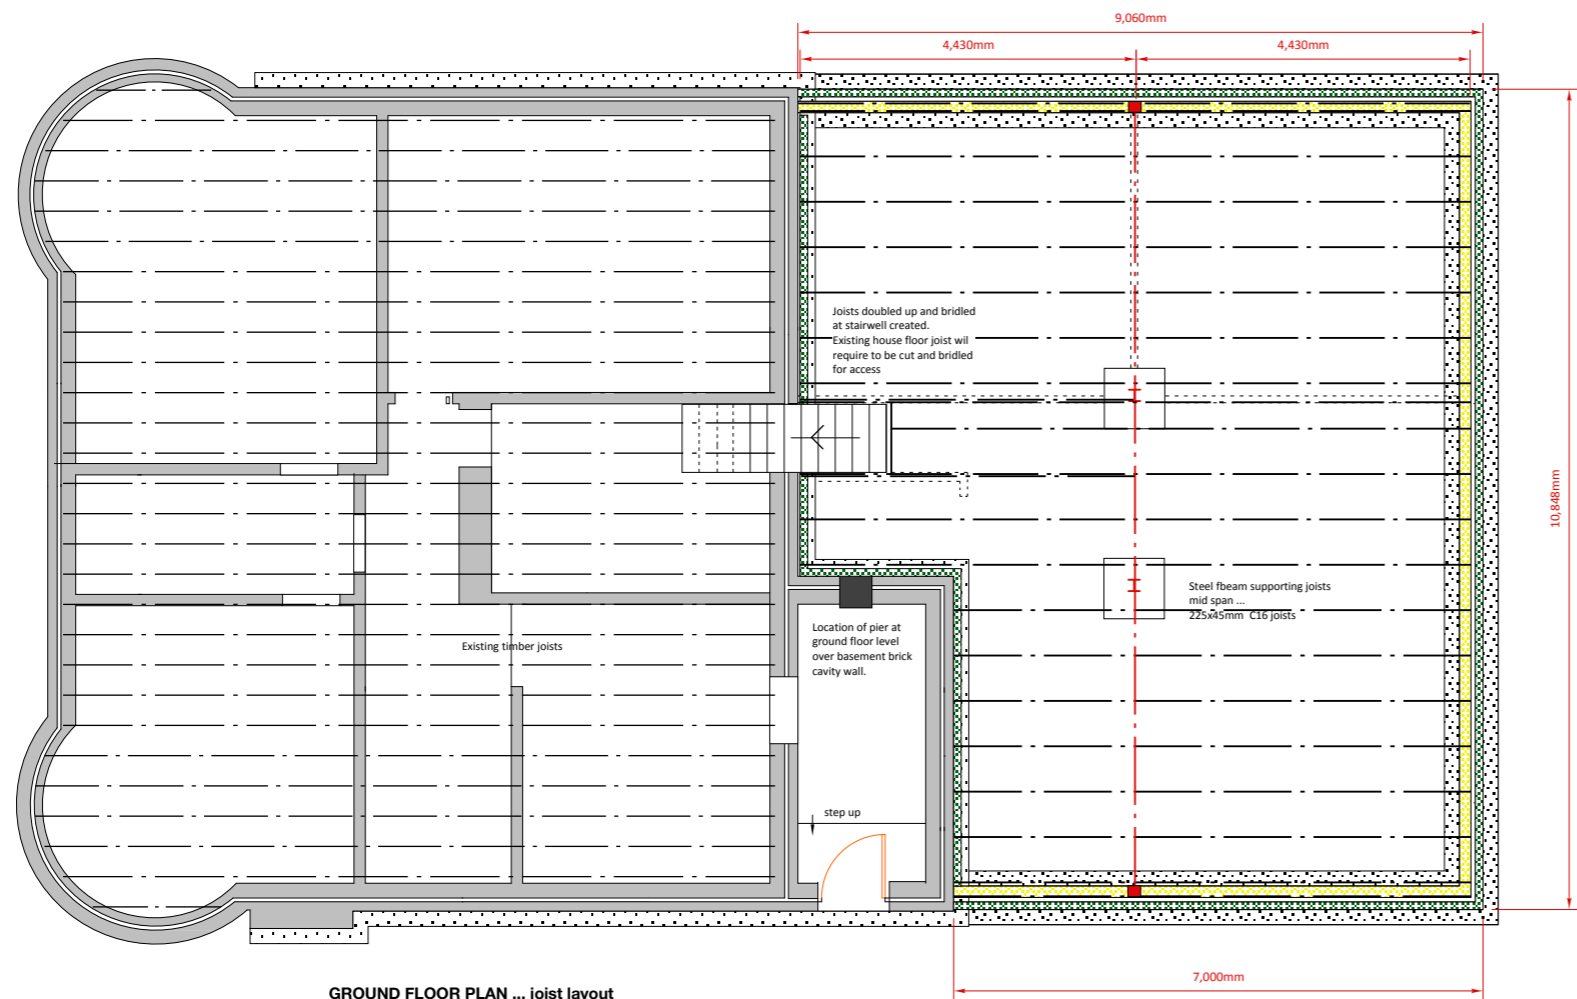 9,060mm
4,430mm
4,430mm
10,848mm
Joists doubled up and bridled
at stairwell created.
Existing house floor joist wil
require to be cut and bridled
for access
Steel fbeam supporting joists
mid span ...
225x45mm C16 joists
Location of pier at
ground floor level
over basement brick
cavity wall.
Existing timber joists
step up
7,000mm
GROUND FLOOR PLAN ... joist layout